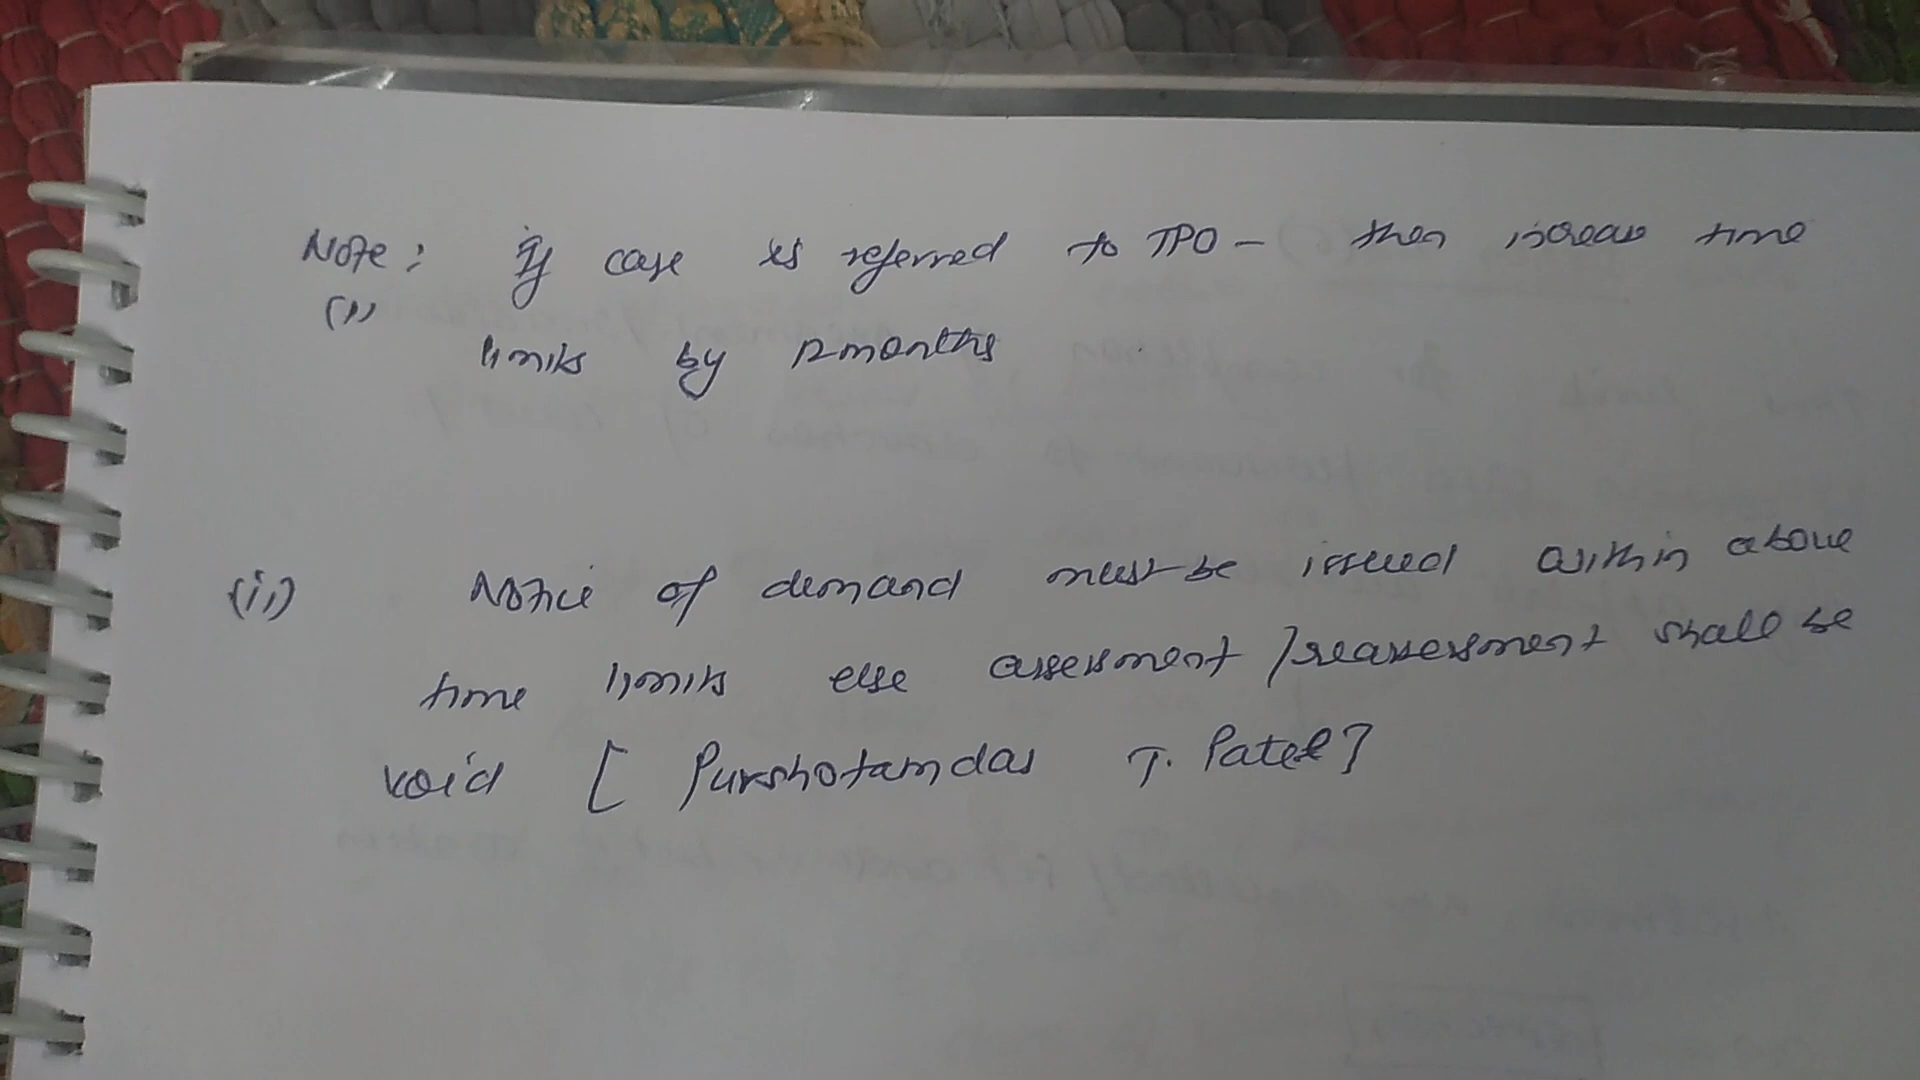 Note: If case is referred to TPO - then increase time
(i)
limits by 12 months
(ii) Notice of demand must be issued within above
time limits else assessment / reassessment shall be
void [ Purshotamdas T. Patel ]